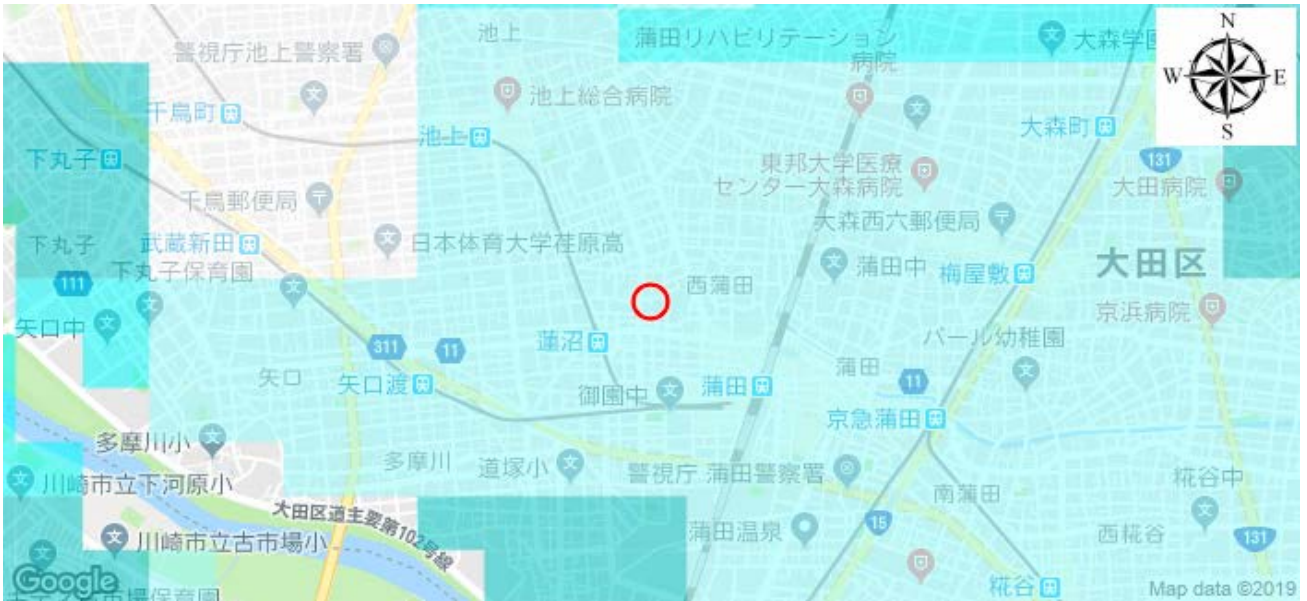 池上
蒲田リハビリテーション
病院
大森学園
N
W
E
S
警視庁池上警察署
池上総合病院
千鳥町
池上
大森町
131
下丸子
東邦大学医療
センター大森病院
大田病院
千鳥郵便局
大森西六郵便局
下丸子
武蔵新田
日本体育大学荏原高
下丸子保育園
蒲田中
梅屋敷
大田区
111
西蒲田
矢口中
京浜病院
パール幼稚園
311
11
蓮沼
矢口
矢口渡
御園中
蒲田
蒲田
11
京急蒲田
多摩川小
多摩川
道塚小
警視庁 蒲田警察署
糀谷中
川崎市立下河原小
南蒲田
大田区道主要第102号線
15
蒲田温泉
西糀谷
131
川崎市立古市場小
Google
糀谷
Map data ©2019